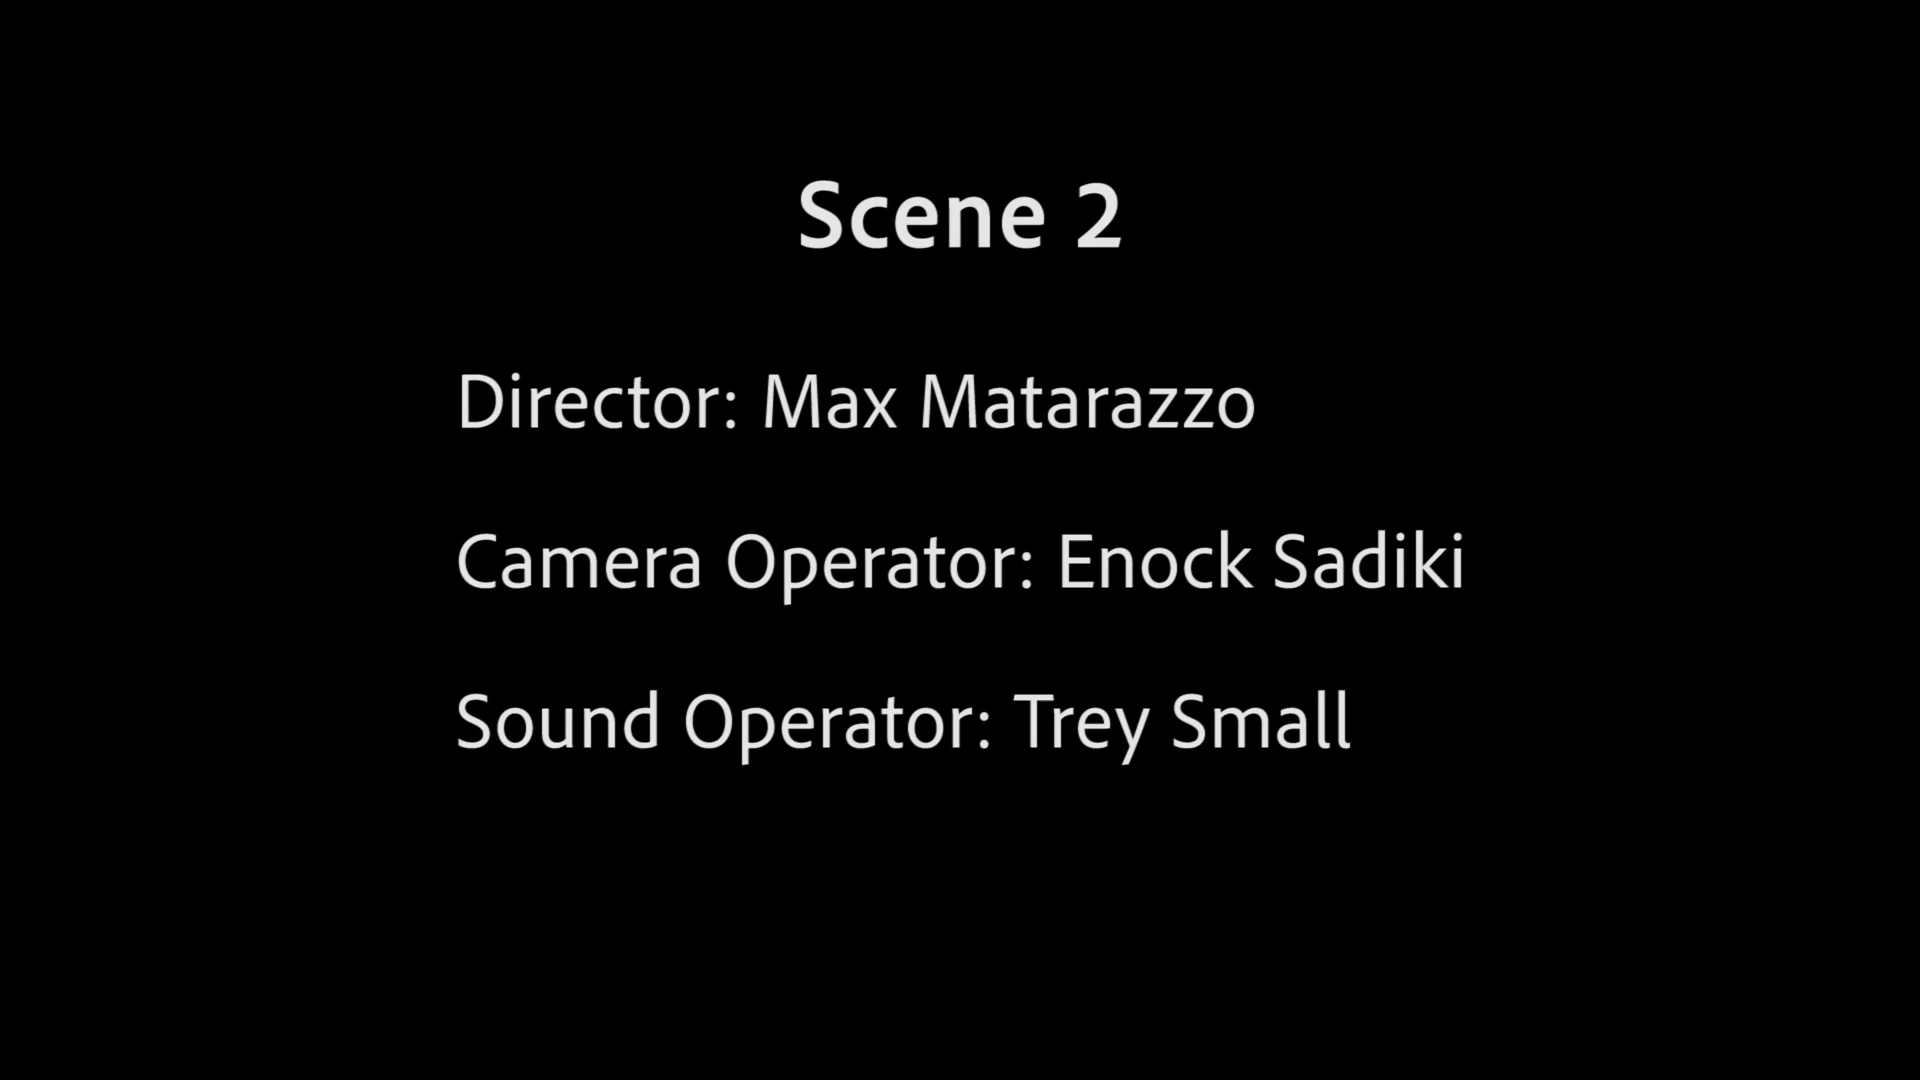 Scene 2
Director: Max Matarazzo
Camera Operator: Enock Sadiki
Sound Operator: Trey Small